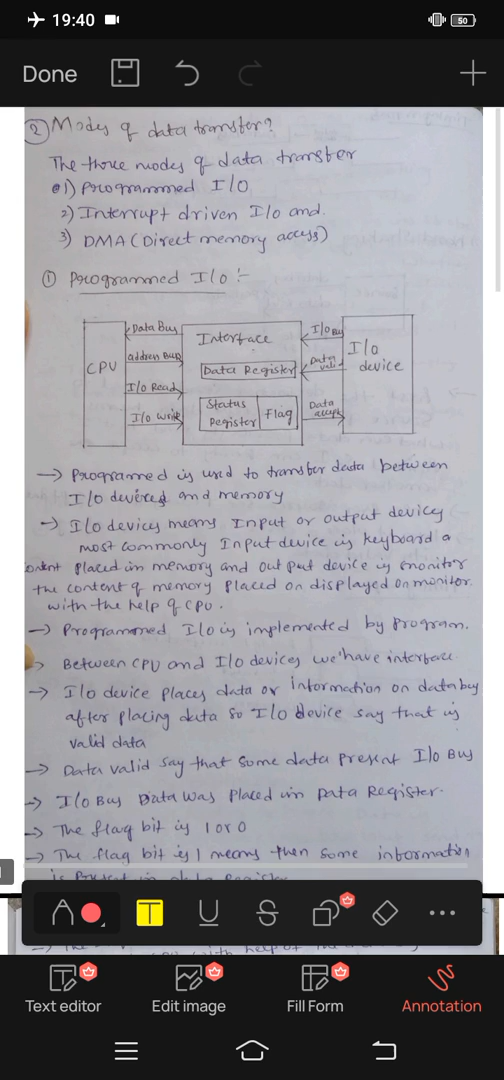 19:40
50
Done
2 Modes of data transfer?
The three modes of data transfer
1) Programmed I/O
2) Interrupt driven I/O and.
3) DMA (Direct memory access)
① Programmed I/O :-
CPU
Data Bus
address Bus
I/O Read
I/O write
Interface
Data Register
Status Register
Flag
I/O Bus
Data valid
Data accept
I/O device
→ Programmed is used to transfer data between
I/O devices and memory
→ I/O devices means Input or output devices
most commonly Input device is keyboard a
placed in memory and output device is monitor
the content of memory placed on displayed on monitor.
with the help of CPU.
→ Programmed I/O is implemented by program.
→ Between CPU and I/O devices we have interface.
→ I/O device places data or information on data bus
after placing data so I/O device say that is
valid data
→ Data valid say that some data present I/O Bus
→ I/O Bus Data was placed in Data Register.
→ The flag bit is 1 or 0
→ The flag bit is 1 means then some information
is present in data Register
T
U
S
Text editor
Edit image
Fill Form
Annotation